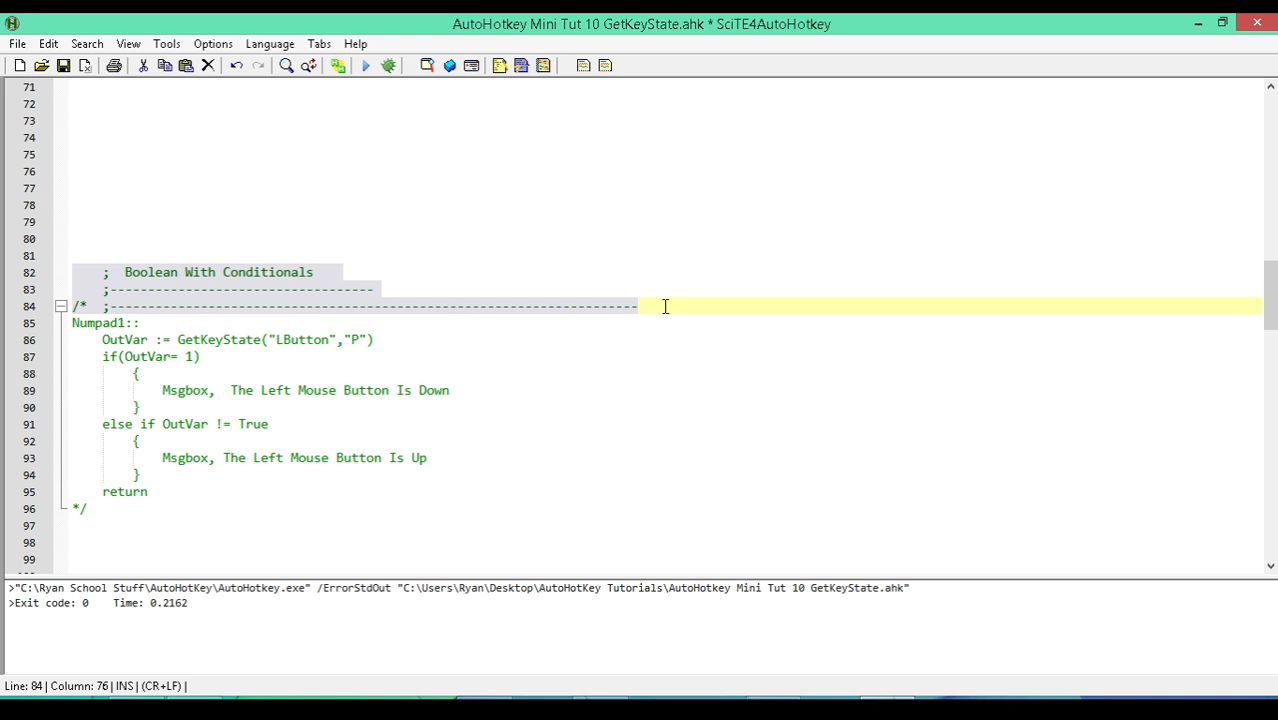 AutoHotkey Mini Tut 10 GetKeyState.ahk * SciTE4AutoHotkey
File Edit Search View Tools Options Language Tabs Help
71
72
73
74
75
76
77
78
79
80
81
82 ; Boolean With Conditionals
83 ;-----------------------------------
84 /* ;----------------------------------------------------------------------
85 Numpad1::
86 OutVar := GetKeyState("LButton","P")
87 if(OutVar= 1)
88 {
89 Msgbox,  The Left Mouse Button Is Down
90 }
91 else if OutVar != True
92 {
93 Msgbox, The Left Mouse Button Is Up
94 }
95 return
96 */
97
98
99
>"C:\Ryan School Stuff\AutoHotKey\AutoHotkey.exe" /ErrorStdOut "C:\Users\Ryan\Desktop\AutoHotKey Tutorials\AutoHotkey Mini Tut 10 GetKeyState.ahk"
>Exit code: 0    Time: 0.2162
Line: 84 | Column: 76 | INS | (CR+LF) |